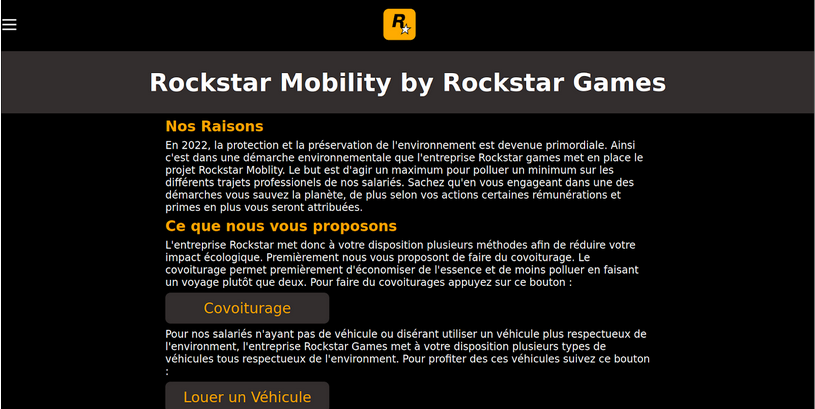 R
Rockstar Mobility by Rockstar Games
Nos Raisons
En 2022, la protection et la préservation de l'environnement est devenue primordiale. Ainsi
c'est dans une démarche environnementale que l'entreprise Rockstar games met en place le
projet Rockstar Moblity. Le but est d'agir un maximum pour polluer un minimum sur les
différents trajets professionels de nos salariés. Sachez qu'en vous engageant dans une des
démarches vous sauvez la planète, de plus selon vos actions certaines rémunérations et
primes en plus vous seront attribuées.
Ce que nous vous proposons
L'entreprise Rockstar met donc à votre disposition plusieurs méthodes afin de réduire votre
impact écologique. Premièrement nous vous proposont de faire du covoiturage. Le
covoiturage permet premièrement d'économiser de l'essence et de moins polluer en faisant
un voyage plutôt que deux. Pour faire du covoiturages appuyez sur ce bouton :
Covoiturage
Pour nos salariés n'ayant pas de véhicule ou disérant utiliser un véhicule plus respectueux de
l'environment, l'entreprise Rockstar Games met à votre disposition plusieurs types de
véhicules tous respectueux de l'environment. Pour profiter des ces véhicules suivez ce bouton
:
Louer un Véhicule